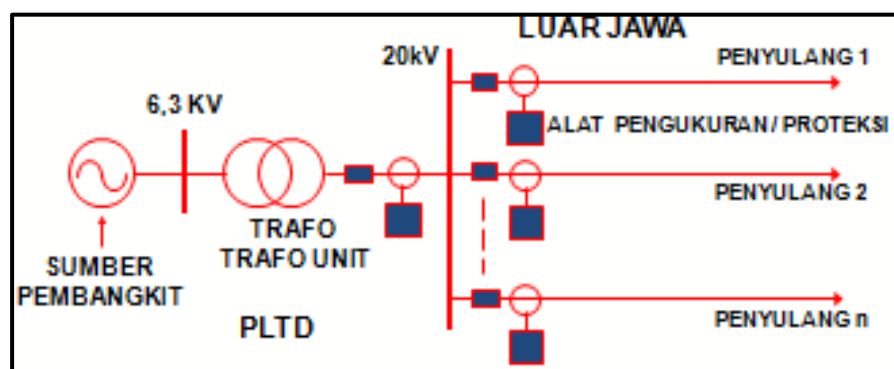 LUAR JAWA
20kV
PENYULANG 1
6,3 KV
ALAT PENGUKURAN / PROTEKSI
PENYULANG 2
TRAFO
TRAFO UNIT
SUMBER
PEMBANGKIT
PLTD
PENYULANG n